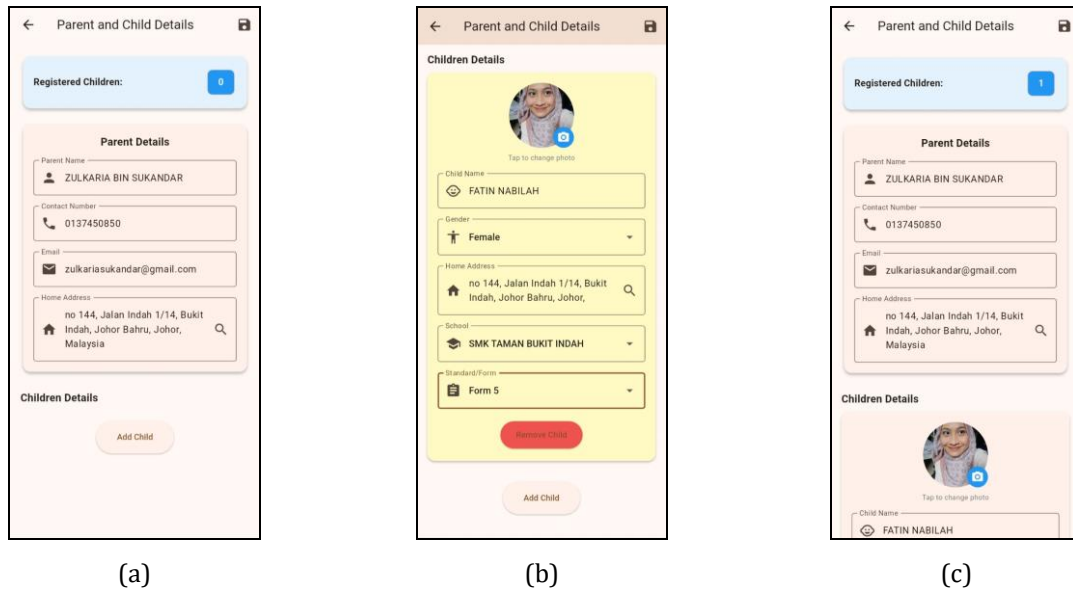 Parent and Child Details
Registered Children:
0
Parent Details
Parent Name
ZULKARIA BIN SUKANDAR
Contact Number
0137450850
Email
zulkariasukandar@gmail.com
Home Address
no 144, Jalan Indah 1/14, Bukit
Indah, Johor Bahru, Johor,
Malaysia
Children Details
Add Child
(a)
Parent and Child Details
Children Details
Tap to change photo
Child Name
FATIN NABILAH
Gender
Female
Home Address
no 144, Jalan Indah 1/14, Bukit
Indah, Johor Bahru, Johor,
School
SMK TAMAN BUKIT INDAH
Standard/Form
Form 5
Remove Child
Add Child
(b)
Parent and Child Details
Registered Children:
1
Parent Details
Parent Name
ZULKARIA BIN SUKANDAR
Contact Number
0137450850
Email
zulkariasukandar@gmail.com
Home Address
no 144, Jalan Indah 1/14, Bukit
Indah, Johor Bahru, Johor,
Malaysia
Children Details
Tap to change photo
Child Name
FATIN NABILAH
(c)